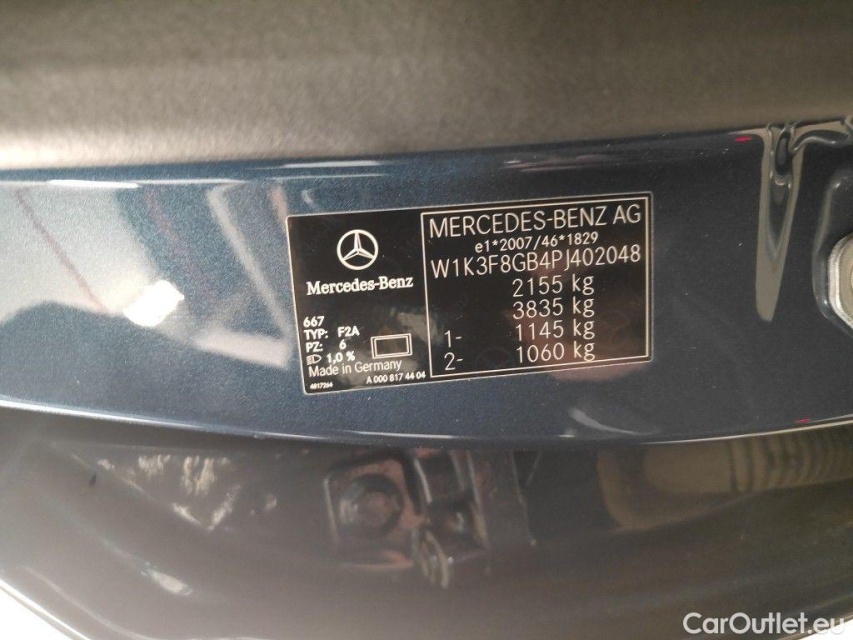 MERCEDES-BENZ AG
e1*2007/46*1829
W1K3F8GB4PJ402048
2155 kg
3835 kg
1- 1145 kg
2- 1060 kg
Mercedes-Benz
667
TYP: F2A
PZ: 6
1,0 %
Made in Germany
4817264 A 000 817 44 04
CarOutlet.eu